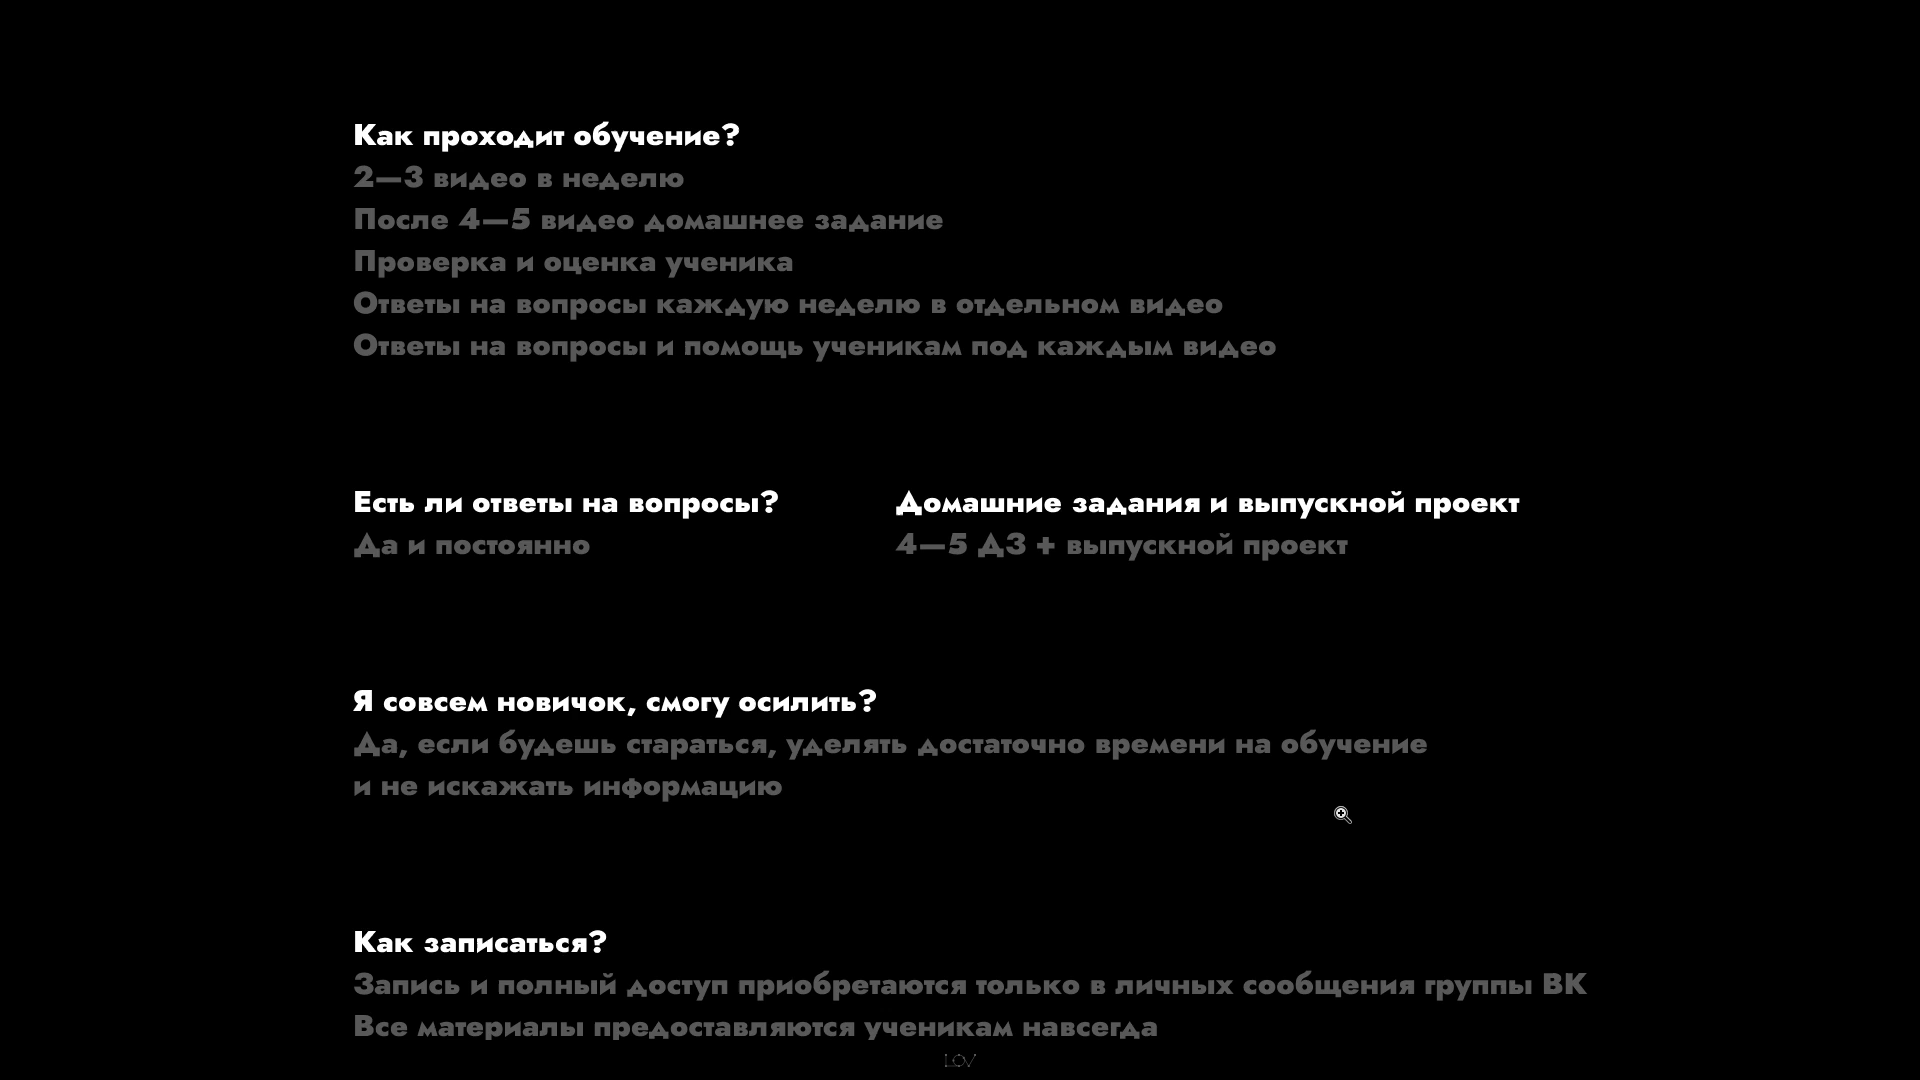 Как проходит обучение?
2—3 видео в неделю
После 4—5 видео домашнее задание
Проверка и оценка ученика
Ответы на вопросы каждую неделю в отдельном видео
Ответы на вопросы и помощь ученикам под каждым видео
Есть ли ответы на вопросы?
Да и постоянно
Домашние задания и выпускной проект
4—5 ДЗ + выпускной проект
Я совсем новичок, смогу осилить?
Да, если будешь стараться, уделять достаточно времени на обучение
и не искажать информацию
Как записаться?
Запись и полный доступ приобретаются только в личных сообщения группы ВК
Все материалы предоставляются ученикам навсегда
LOV